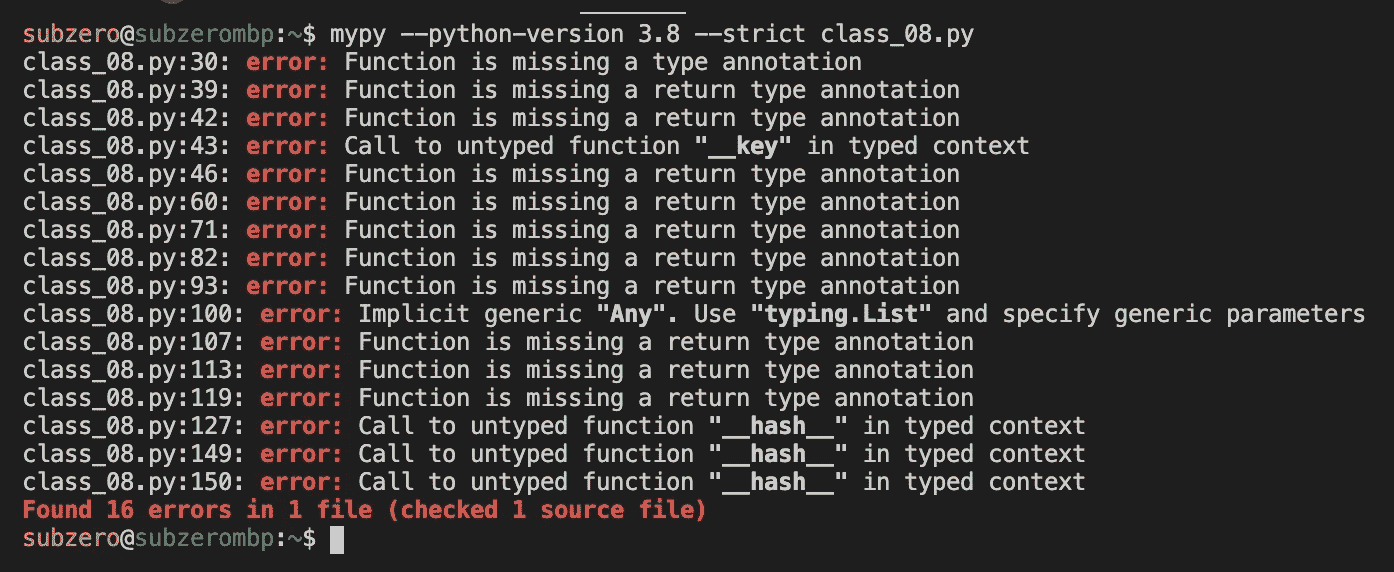 subzero@subzerombp:~$ mypy --python-version 3.8 --strict class_08.py
class_08.py:30: error: Function is missing a type annotation
class_08.py:39: error: Function is missing a return type annotation
class_08.py:42: error: Function is missing a return type annotation
class_08.py:43: error: Call to untyped function "__key" in typed context
class_08.py:46: error: Function is missing a return type annotation
class_08.py:60: error: Function is missing a return type annotation
class_08.py:71: error: Function is missing a return type annotation
class_08.py:82: error: Function is missing a return type annotation
class_08.py:93: error: Function is missing a return type annotation
class_08.py:100: error: Implicit generic "Any". Use "typing.List" and specify generic parameters
class_08.py:107: error: Function is missing a return type annotation
class_08.py:113: error: Function is missing a return type annotation
class_08.py:119: error: Function is missing a return type annotation
class_08.py:127: error: Call to untyped function "__hash__" in typed context
class_08.py:149: error: Call to untyped function "__hash__" in typed context
class_08.py:150: error: Call to untyped function "__hash__" in typed context
Found 16 errors in 1 file (checked 1 source file)
subzero@subzerombp:~$